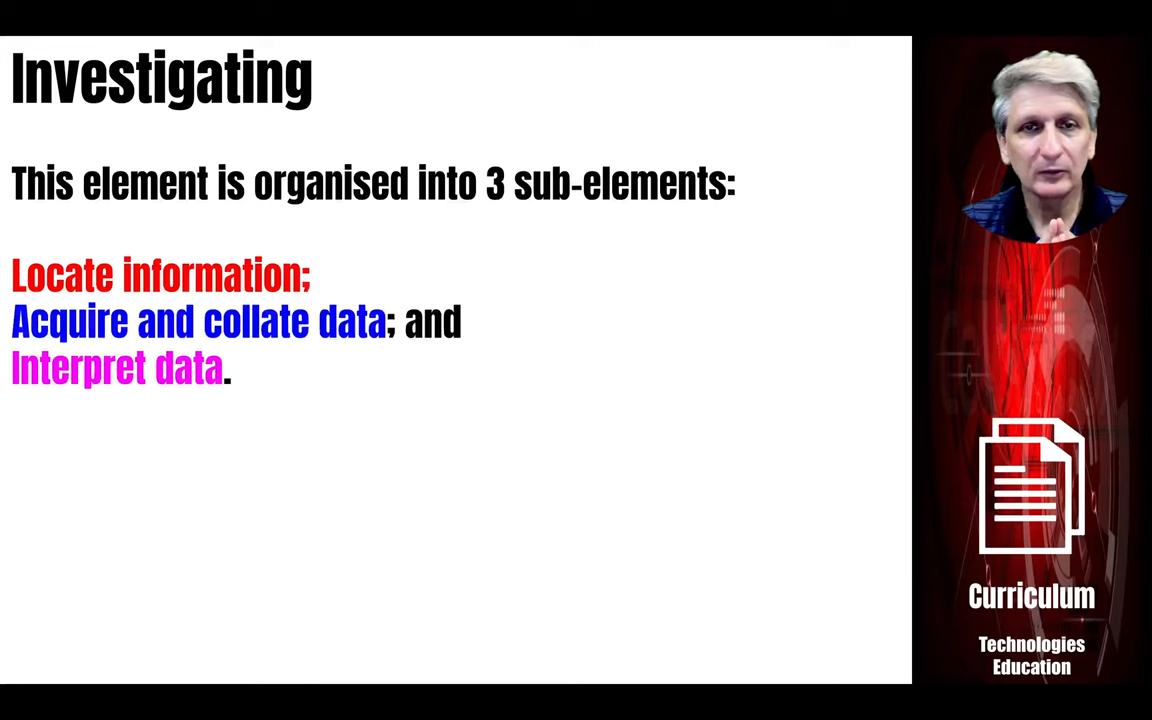 Investigating
This element is organised into 3 sub-elements:
Locate information;
Acquire and collate data; and
Interpret data.
Curriculum
Technologies
Education